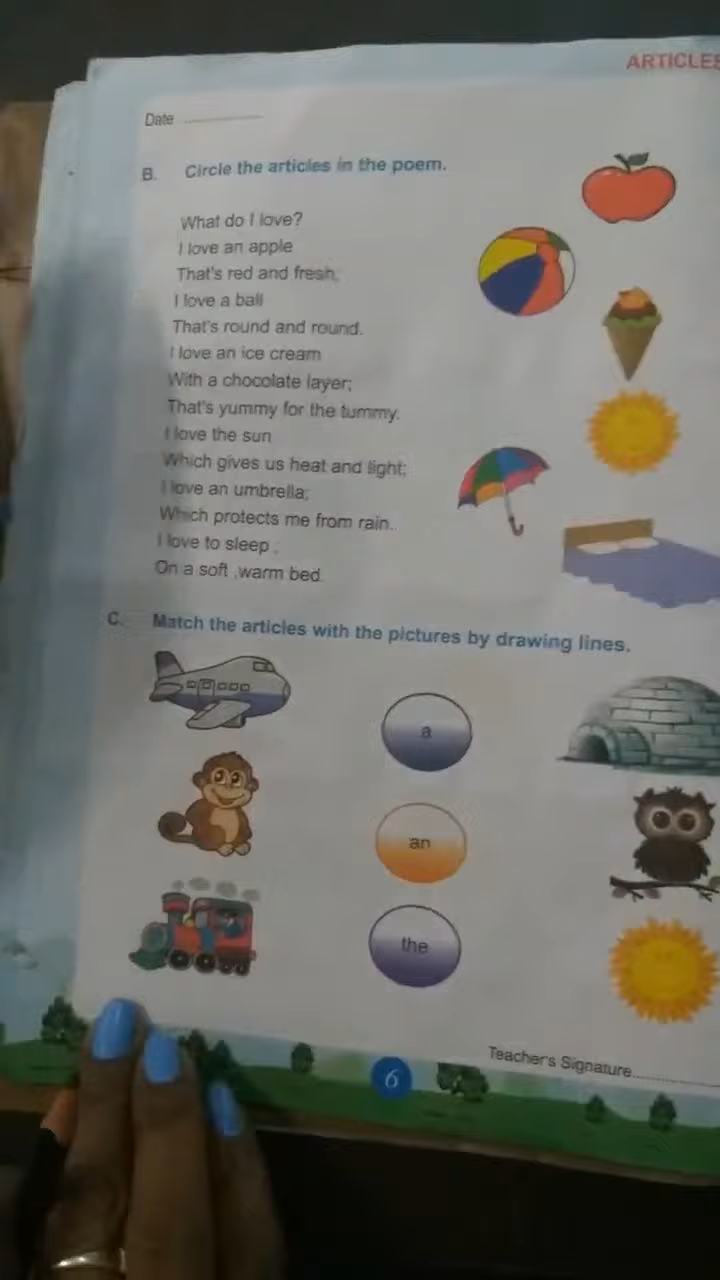 ARTICLES
Date
B. Circle the articles in the poem.
What do I love?
I love an apple
That's red and fresh;
I love a ball
That's round and round.
I love an ice cream
With a chocolate layer;
That's yummy for the tummy.
I love the sun
Which gives us heat and light;
I love an umbrella;
Which protects me from rain.
I love to sleep ;
On a soft ,warm bed.
C. Match the articles with the pictures by drawing lines.
a
an
the
Teacher's Signature
6